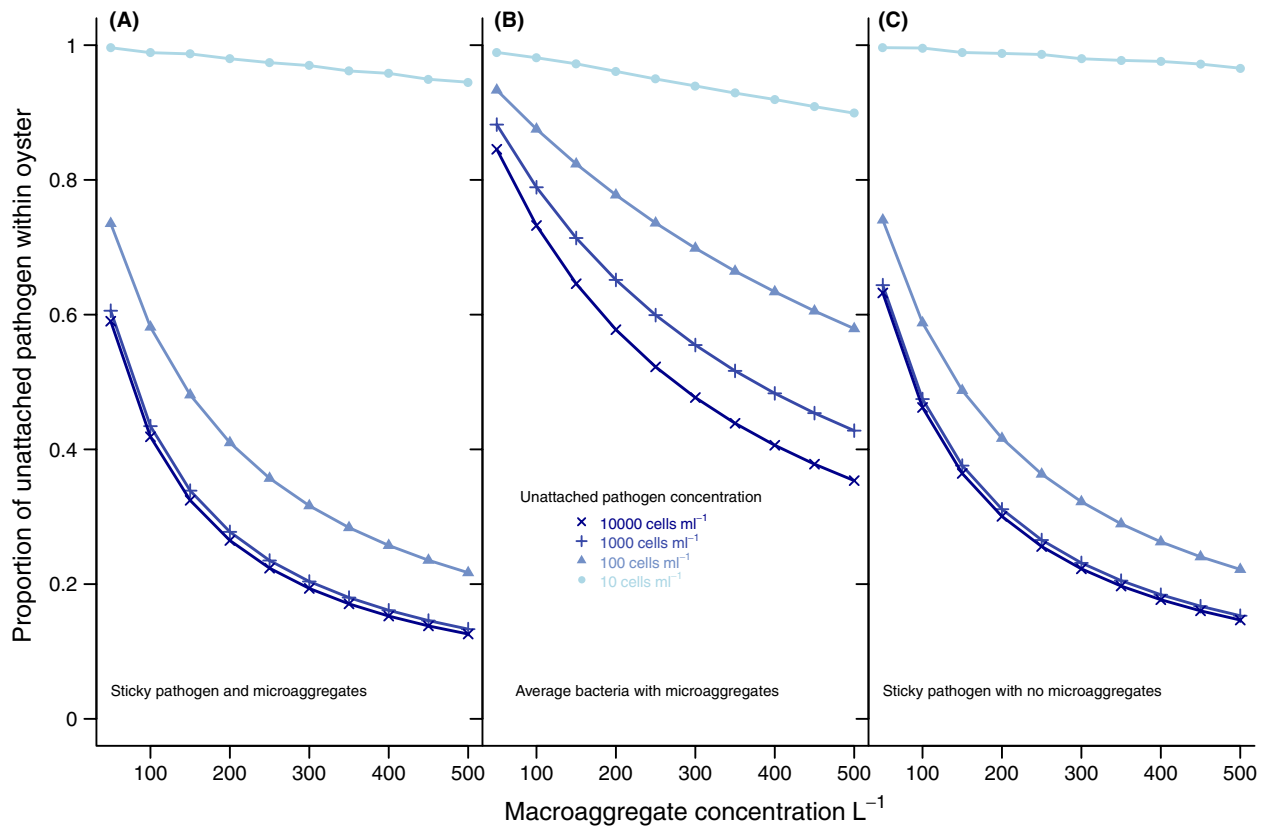 (A)
(B)
(C)
Proportion of unattached pathogen within oyster
1
0.8
0.6
0.4
0.2
0
Unattached pathogen concentration
10000 cells ml⁻¹
1000 cells ml⁻¹
100 cells ml⁻¹
10 cells ml⁻¹
Sticky pathogen and microaggregates
Average bacteria with microaggregates
Sticky pathogen with no microaggregates
100 200 300 400 500
100 200 300 400 500
100 200 300 400 500
Macroaggregate concentration L⁻¹